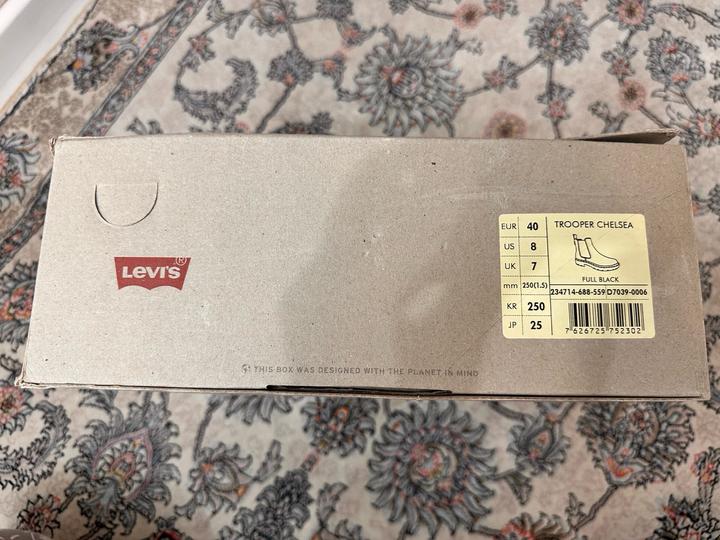 LEVI'S®
EUR 40
US 8
UK 7
mm 250(1.5)
KR 250
JP 25
TROOPER CHELSEA
FULL BLACK
234714-688-559 D7039-0006
7 626725 752302
THIS BOX WAS DESIGNED WITH THE PLANET IN MIND